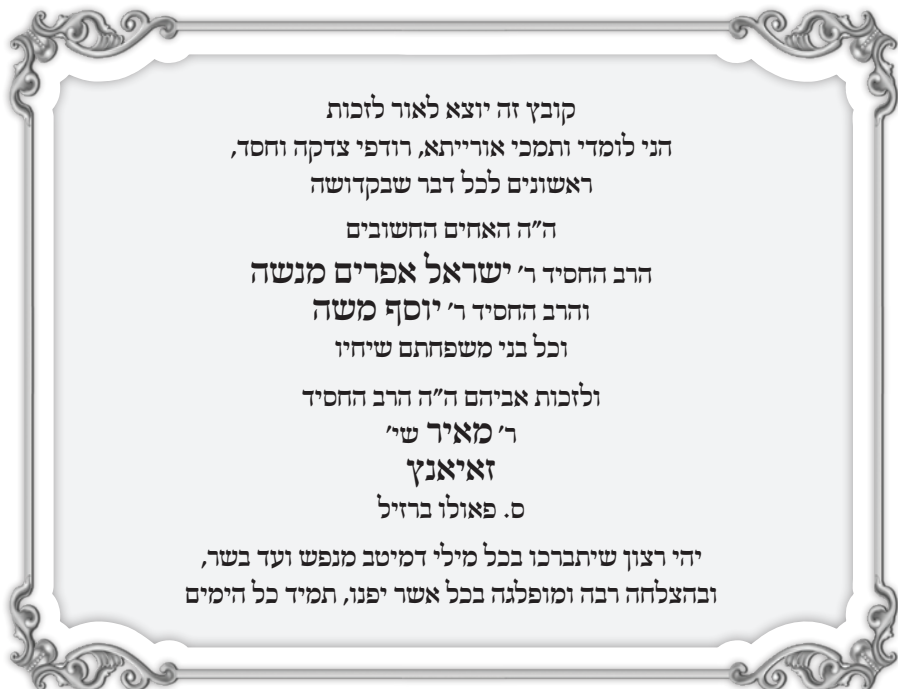 קובץ זה יוצא לאור לזכות
הני לומדי ותמכי אורייתא, רודפי צדקה וחסד,
ראשונים לכל דבר שבקדושה
ה״ה האחים החשובים
הרב החסיד ר׳ ישראל אפרים מנשה
והרב החסיד ר׳ יוסף משה
וכל בני משפחתם שיחיו
ולזכות אביהם ה״ה הרב החסיד
ר׳ מאיר שי׳
זאיאנץ
ס. פאולו ברזיל
יהי רצון שיתברכו בכל מילי דמיטב מנפש ועד בשר,
ובהצלחה רבה ומופלגה בכל אשר יפנו, תמיד כל הימים